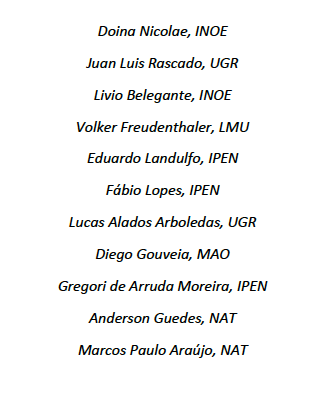 Doina Nicolae, INOE
Juan Luis Rascado, UGR
Livio Belegante, INOE
Volker Freudenthaler, LMU
Eduardo Landulfo, IPEN
Fábio Lopes, IPEN
Lucas Alados Arboledas, UGR
Diego Gouveia, MAO
Gregori de Arruda Moreira, IPEN
Anderson Guedes, NAT
Marcos Paulo Araújo, NAT